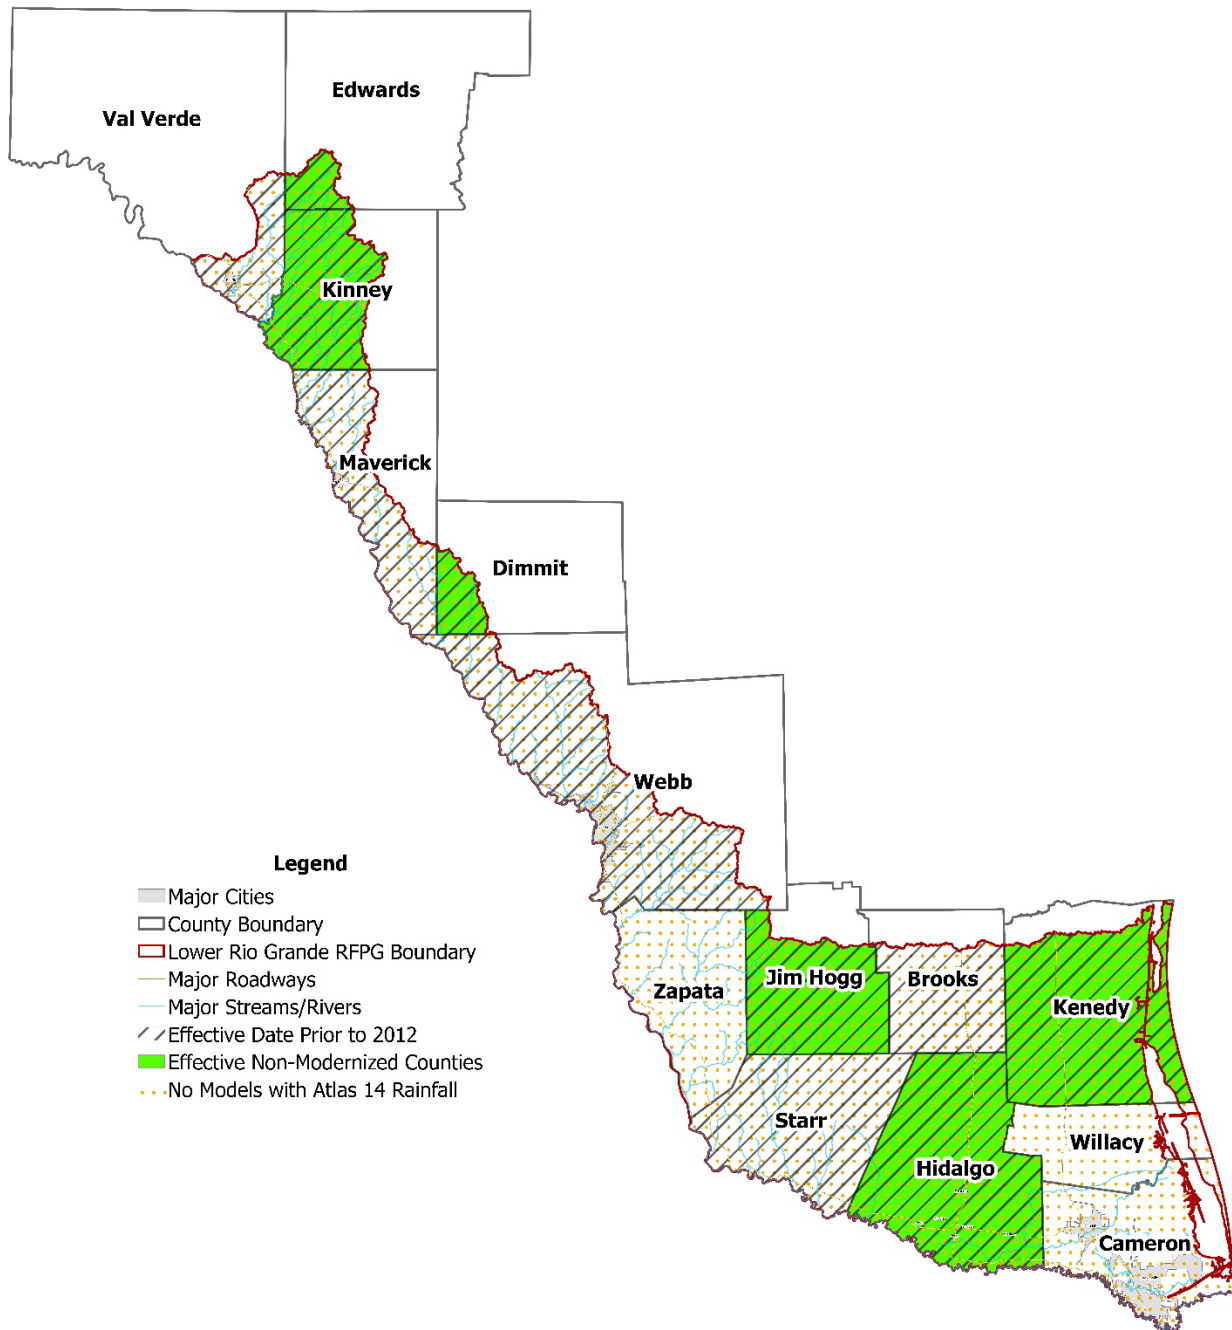 Edwards
Val Verde
Kinney
Maverick
Dimmit
Webb
Legend
Major Cities
County Boundary
Lower Rio Grande RFPG Boundary
Major Roadways
Major Streams/Rivers
Effective Date Prior to 2012
Effective Non-Modernized Counties
No Models with Atlas 14 Rainfall
Zapata
Jim Hogg
Brooks
Kenedy
Starr
Willacy
Hidalgo
Cameron